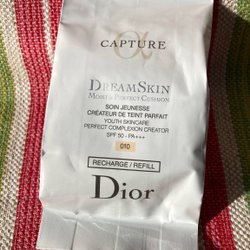 CAPTURE
DREAMSKIN
MOIST & PERFECT CUSHION
SOIN JEUNESSE
CRÉATEUR DE TEINT PARFAIT
YOUTH SKINCARE
PERFECT COMPLEXION CREATOR
SPF 50 - PA+++
010
RECHARGE / REFILL
Dior